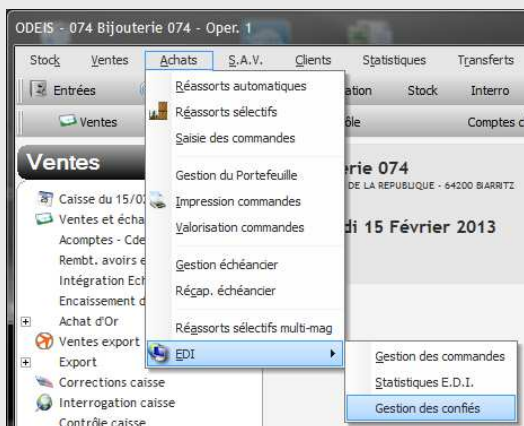 ODEIS - 074 Bijouterie 074 - Oper. 1
Stock Ventes Achats S.A.V. Clients Statistiques Transferts
Entrées ation Stock Interro
Ventes ôle Comptes c
Ventes
Caisse du 15/0
Ventes et écha
Acomptes - Cde
Rembt. avoirs e
Intégration Ech
Encaissement d
Achat d'Or
Ventes export
Export
Corrections caisse
Interrogation caisse
Contrôle caisse
Réassorts automatiques
Réassorts sélectifs
Saisie des commandes
Gestion du Portefeuille
Impression commandes
Valorisation commandes
Gestion échéancier
Récap. échéancier
Réassorts sélectifs multi-mag
EDI
Gestion des commandes
Statistiques E.D.I.
Gestion des confiés
erie 074
DE LA REPUBLIQUE - 64200 BIARRITZ
di 15 Février 2013